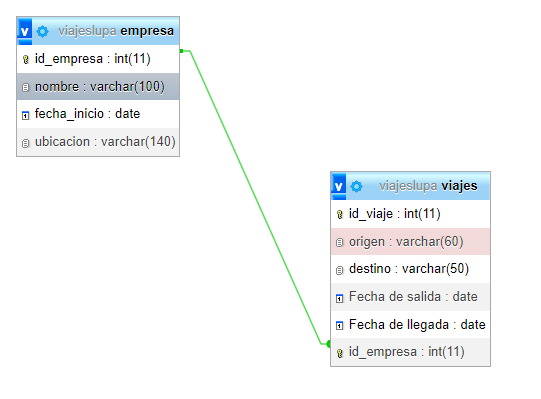 v viajeslupa empresa
id_empresa : int(11)
nombre : varchar(100)
fecha_inicio : date
ubicacion : varchar(140)
v viajeslupa viajes
id_viaje : int(11)
origen : varchar(60)
destino : varchar(50)
Fecha de salida : date
Fecha de llegada : date
id_empresa : int(11)